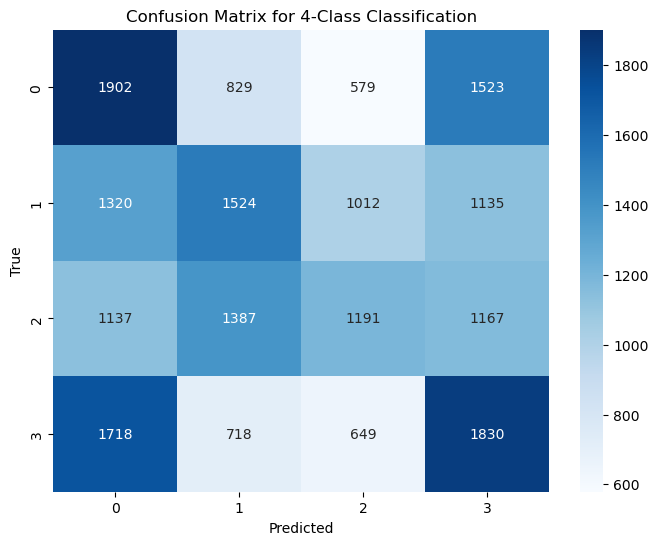 Confusion Matrix for 4-Class Classification
True
0 1902 829 579 1523
1 1320 1524 1012 1135
2 1137 1387 1191 1167
3 1718 718 649 1830
0 1 2 3
Predicted
1800
1600
1400
1200
1000
800
600